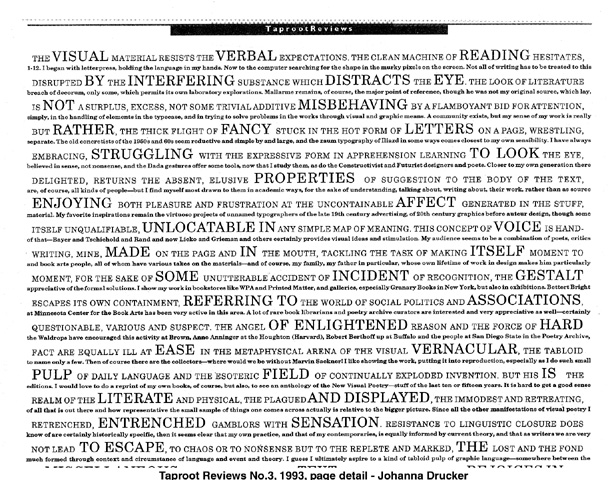 TaprootReviews
THE VISUAL MATERIAL RESISTS THE VERBAL EXPECTATIONS. THE CLEAN MACHINE OF READING HESITATES,
1-12. I began with letterpress, holding the language in my hands. Now to the computer searching for the shape in the murky pixels on the screen. Not all of writing has to be treated to this
DISRUPTED BY THE INTERFERING SUBSTANCE WHICH DISTRACTS THE EYE. THE LOOK OF LITERATURE
breach of decorum, only some, which permits its own laboratory explorations. Mallarme remains, of course, the major point of reference, though he was not my original source, which lay,
IS NOT A SURPLUS, EXCESS, NOT SOME TRIVIAL ADDITIVE MISBEHAVING BY A FLAMBOYANT BID FOR ATTENTION,
simply, in the handling of elements in the typecase, and in trying to solve problems in the works through visual and graphic means. A community exists, but my sense of my work is really
BUT RATHER, THE THICK FLIGHT OF FANCY STUCK IN THE HOT FORM OF LETTERS ON A PAGE, WRESTLING,
separate. The old concretists of the 1950s and 60s seem reductive and simple by and large, and the zaum typography of Iliazd in some ways comes closest to my own sensibility. I have always
EMBRACING, STRUGGLING WITH THE EXPRESSIVE FORM IN APPREHENSION LEARNING TO LOOK THE EYE,
believed in sense, not nonsense, and the Dada gestures offer some tools, now that I study them, as do the Constructivist and Futurist designers and poets. Closer to my own generation there
DELIGHTED, RETURNS THE ABSENT, ELUSIVE PROPERTIES OF SUGGESTION TO THE BODY OF THE TEXT,
are, of course, all kinds of people—but I find myself most drawn to them in academic ways, for the sake of understanding, talking about, writing about, their work, rather than as source
ENJOYING BOTH PLEASURE AND FRUSTRATION AT THE UNCONTAINABLE AFFECT GENERATED IN THE STUFF,
material. My favorite inspirations remain the virtuoso projects of unnamed typographers of the late 19th century advertising, of 20th century graphics before auteur design, though some
ITSELF UNQUALIFIABLE, UNLOCATABLE IN ANY SIMPLE MAP OF MEANING. THIS CONCEPT OF VOICE IS HAND-
of that—Bayer and Tschichold and Rand and now Licko and Greiman and others certainly provides visual ideas and stimulation. My audience seems to be a combination of poets, critics
WRITING, MINE, MADE ON THE PAGE AND IN THE MOUTH, TACKLING THE TASK OF MAKING ITSELF MOMENT TO
and book arts people, all of whom have various takes on the materials—and of course, my family, my father in particular, whose own lifetime of work in design makes him particularly
MOMENT, FOR THE SAKE OF SOME UNUTTERABLE ACCIDENT OF INCIDENT OF RECOGNITION, THE GESTALT
appreciative of the formal solutions. I show my work in bookstores like WPA and Printed Matter, and galleries, especially Granary Books in New York, but also in exhibitions. Bettert Bright
ESCAPES ITS OWN CONTAINMENT, REFERRING TO THE WORLD OF SOCIAL POLITICS AND ASSOCIATIONS,
at Minnesota Center for the Book Arts has been very active in this area. A lot of rare book librarians and poetry archive curators are interested and very appreciative as well—certainly
QUESTIONABLE, VARIOUS AND SUSPECT. THE ANGEL OF ENLIGHTENED REASON AND THE FORCE OF HARD
the Waldrops have encouraged this activity at Brown, Anne Anninger at the Houghton (Harvard), Robert Berthoff up at Buffalo and the people at San Diego State in the Poetry Archive,
FACT ARE EQUALLY ILL AT EASE IN THE METAPHYSICAL ARENA OF THE VISUAL VERNACULAR, THE TABLOID
to name only a few. Then of course there are the collectors—where would we be without Marvin Sackner? I like showing the work, putting it into reproduction, especially as I do such small
PULP OF DAILY LANGUAGE AND THE ESOTERIC FIELD OF CONTINUALLY EXPLODED INVENTION. BUT HIS IS THE
editions. I would love to do a reprint of my own books, of course, but also, to see an anthology of the New Visual Poetry—stuff of the last ten or fifteen years. It is hard to get a good sense
REALM OF THE LITERATE AND PHYSICAL, THE PLAGUED AND DISPLAYED, THE IMMODEST AND RETREATING,
of all that is out there and how representative the small sample of things one comes across actually is relative to the bigger picture. Since all the other manifestations of visual poetry I
RETRENCHED, ENTRENCHED GAMBLORS WITH SENSATION. RESISTANCE TO LINGUISTIC CLOSURE DOES
know of are certainly historically specific, then it seems clear that my own practice, and that of my contemporaries, is equally informed by current theory, and that as writers we are very
NOT LEAD TO ESCAPE, TO CHAOS OR TO NONSENSE BUT TO THE REPLETE AND MARKED, THE LOST AND THE FOND
much formed through context and circumstance of language and event and theory. I guess I ultimately aspire to a kind of tabloid pulp of graphic language—somewhere between the
Taproot Reviews No.3, 1993, page detail - Johanna Drucker